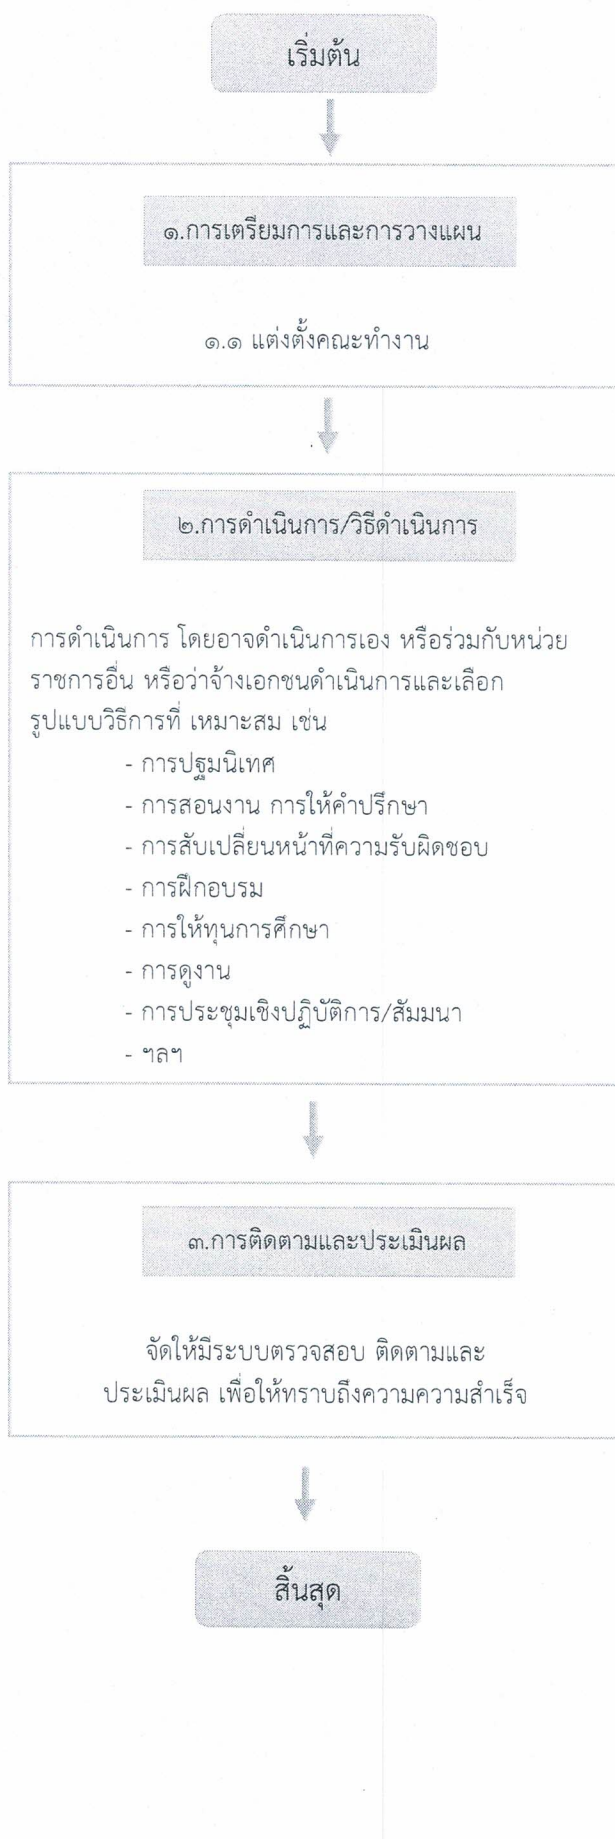 เริ่มต้น
๑.การเตรียมการและการวางแผน
๑.๑ แต่งตั้งคณะทำงาน
๒.การดำเนินการ/วิธีดำเนินการ
การดำเนินการ โดยอาจดำเนินการเอง หรือร่วมกับหน่วย
ราชการอื่น หรือว่าจ้างเอกชนดำเนินการและเลือก
รูปแบบวิธีการที่ เหมาะสม เช่น
- การปฐมนิเทศ
- การสอนงาน การให้คำปรึกษา
- การสับเปลี่ยนหน้าที่ความรับผิดชอบ
- การฝึกอบรม
- การให้ทุนการศึกษา
- การดูงาน
- การประชุมเชิงปฏิบัติการ/สัมมนา
- ฯลฯ
๓.การติดตามและประเมินผล
จัดให้มีระบบตรวจสอบ ติดตามและ
ประเมินผล เพื่อให้ทราบถึงความความสำเร็จ
สิ้นสุด